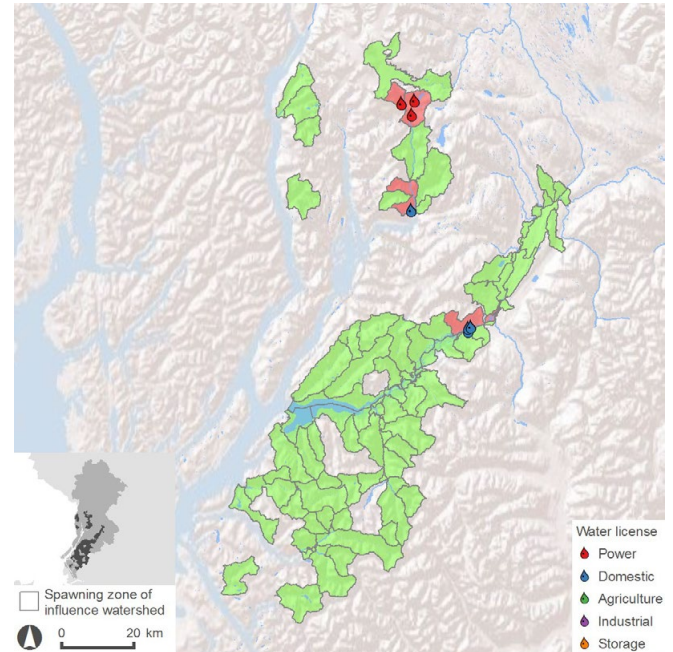 Water license
Power
Domestic
Agriculture
Industrial
Storage
Spawning zone of
influence watershed
0 20 km